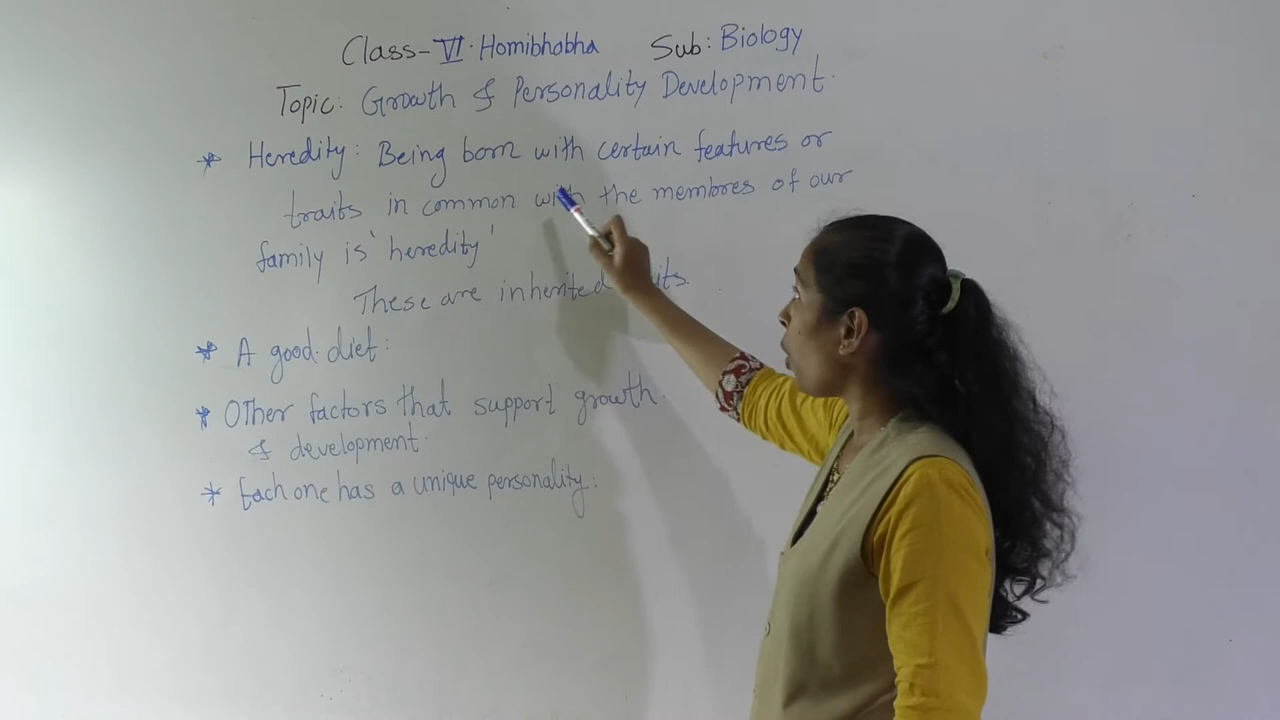 Class-VI. Homibhobha Sub: Biology
Topic: Growth & Personality Development.
* Heredity: Being born with certain features or
traits in common with the membres of our
family is 'heredity'
These are inherited
* A good diet:
* Other factors that support growth.
& development.
* Each one has a unique personality: